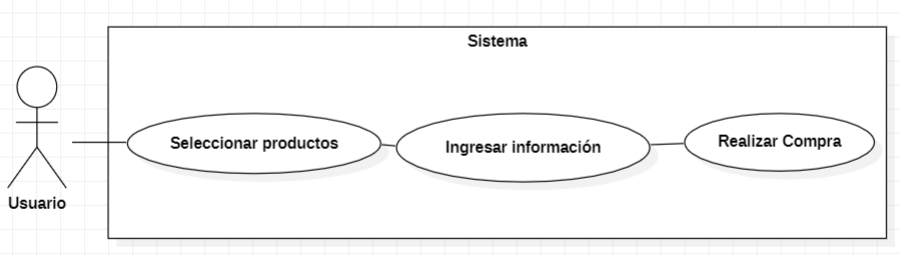 Sistema
Seleccionar productos
Ingresar información
Realizar Compra
Usuario